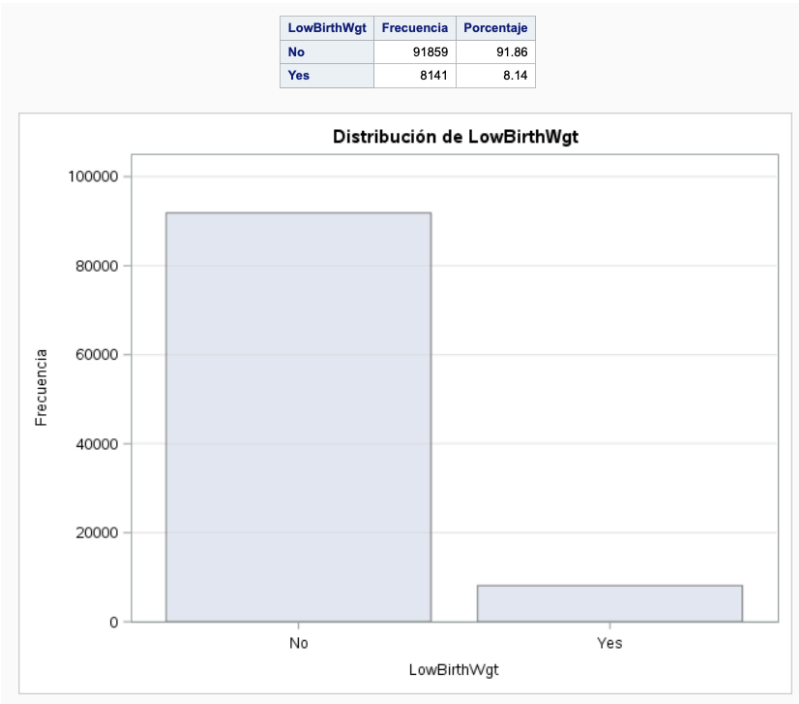 LowBirthWgt Frecuencia Porcentaje
No 91859 91.86
Yes 8141 8.14
Distribución de LowBirthWgt
100000
80000
60000
40000
20000
0
Frecuencia
No Yes
LowBirthWgt